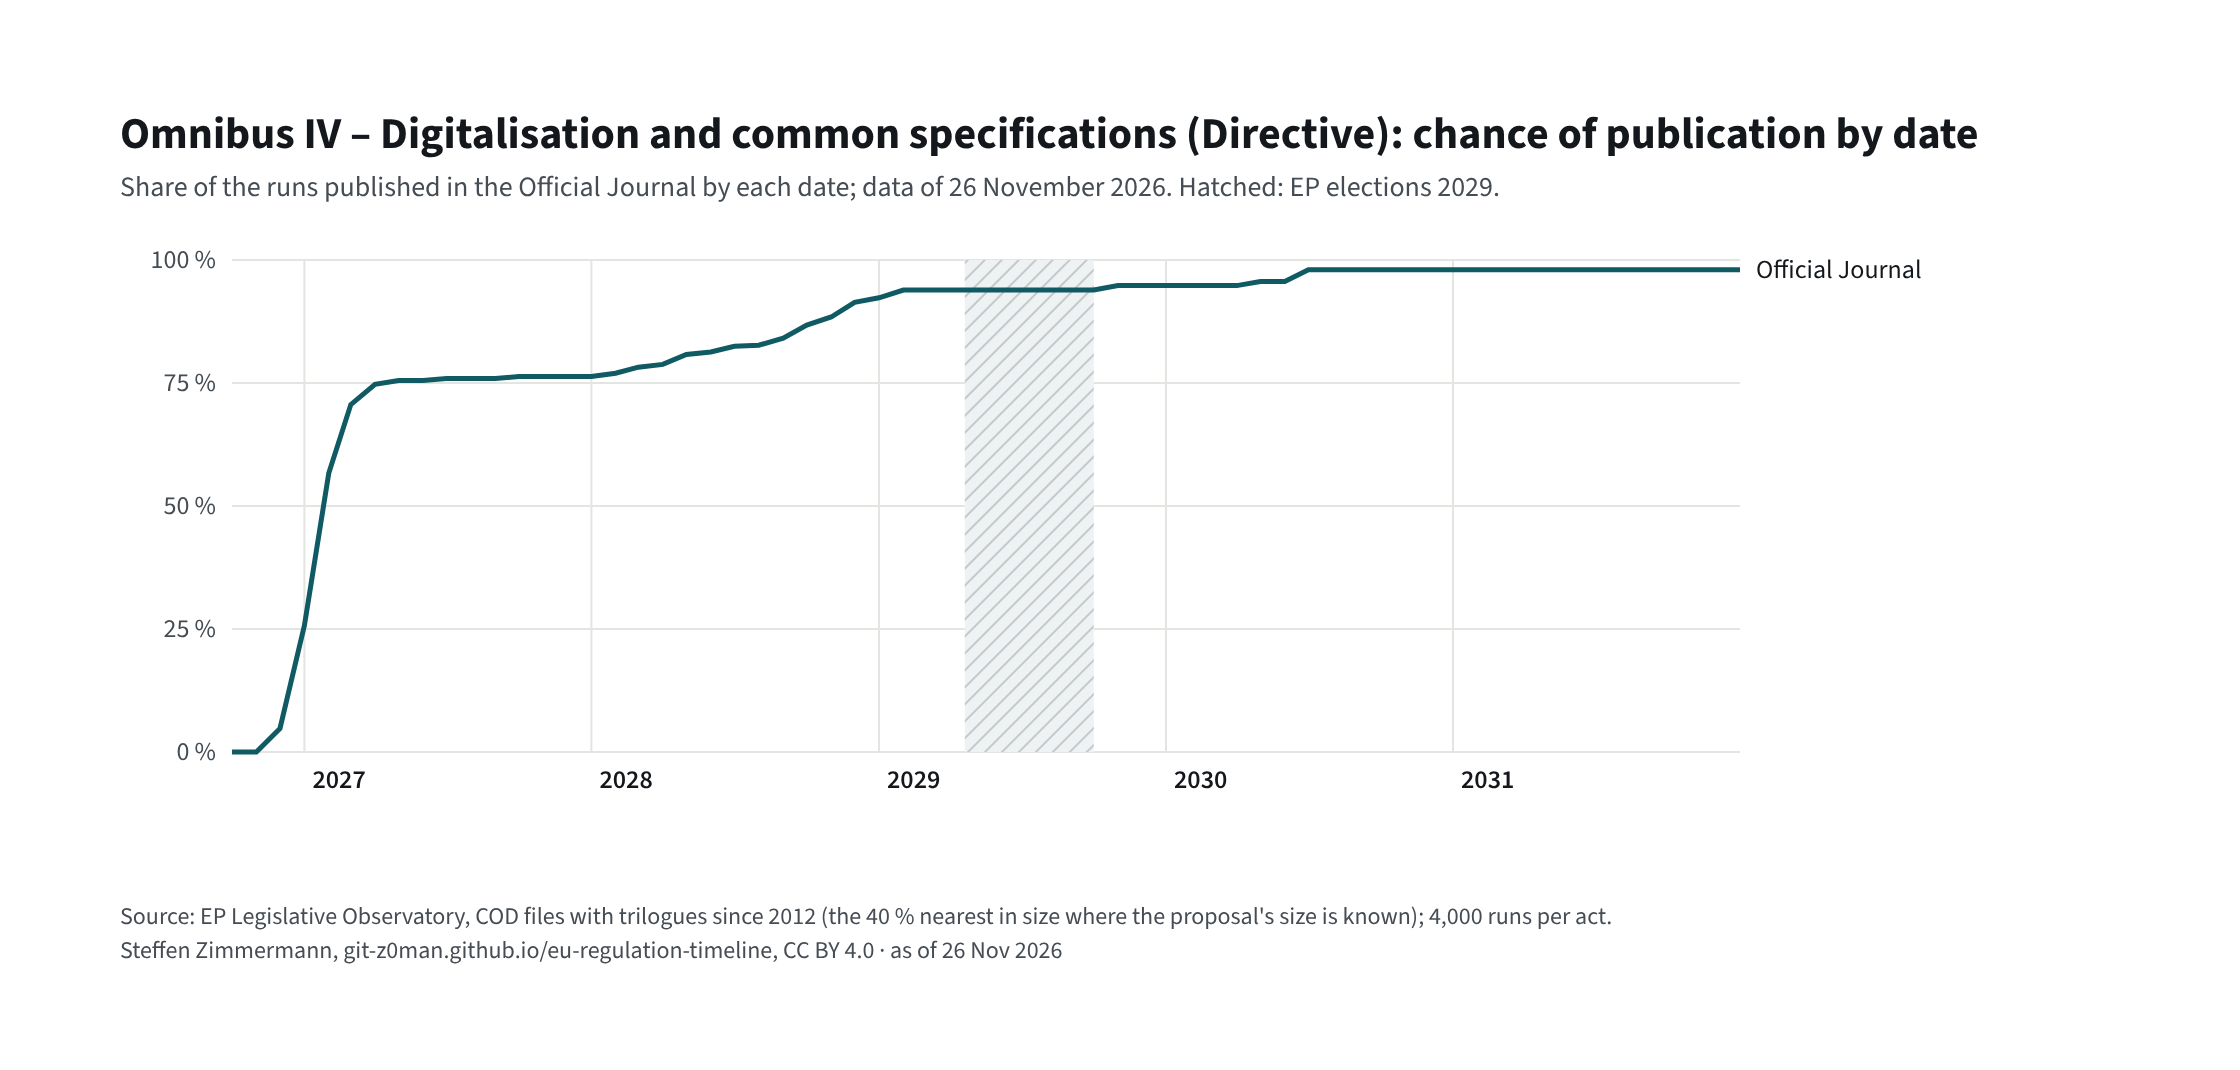 Omnibus IV – Digitalisation and common specifications (Directive): chance of publication by date
Share of the runs published in the Official Journal by each date; data of 26 November 2026. Hatched: EP elections 2029.
100 %
Official Journal
75 %
50 %
25 %
0 %
2027
2028
2029
2030
2031
Source: EP Legislative Observatory, COD files with trilogues since 2012 (the 40 % nearest in size where the proposal's size is known); 4,000 runs per act.
Steffen Zimmermann, git-z0man.github.io/eu-regulation-timeline, CC BY 4.0 · as of 26 Nov 2026